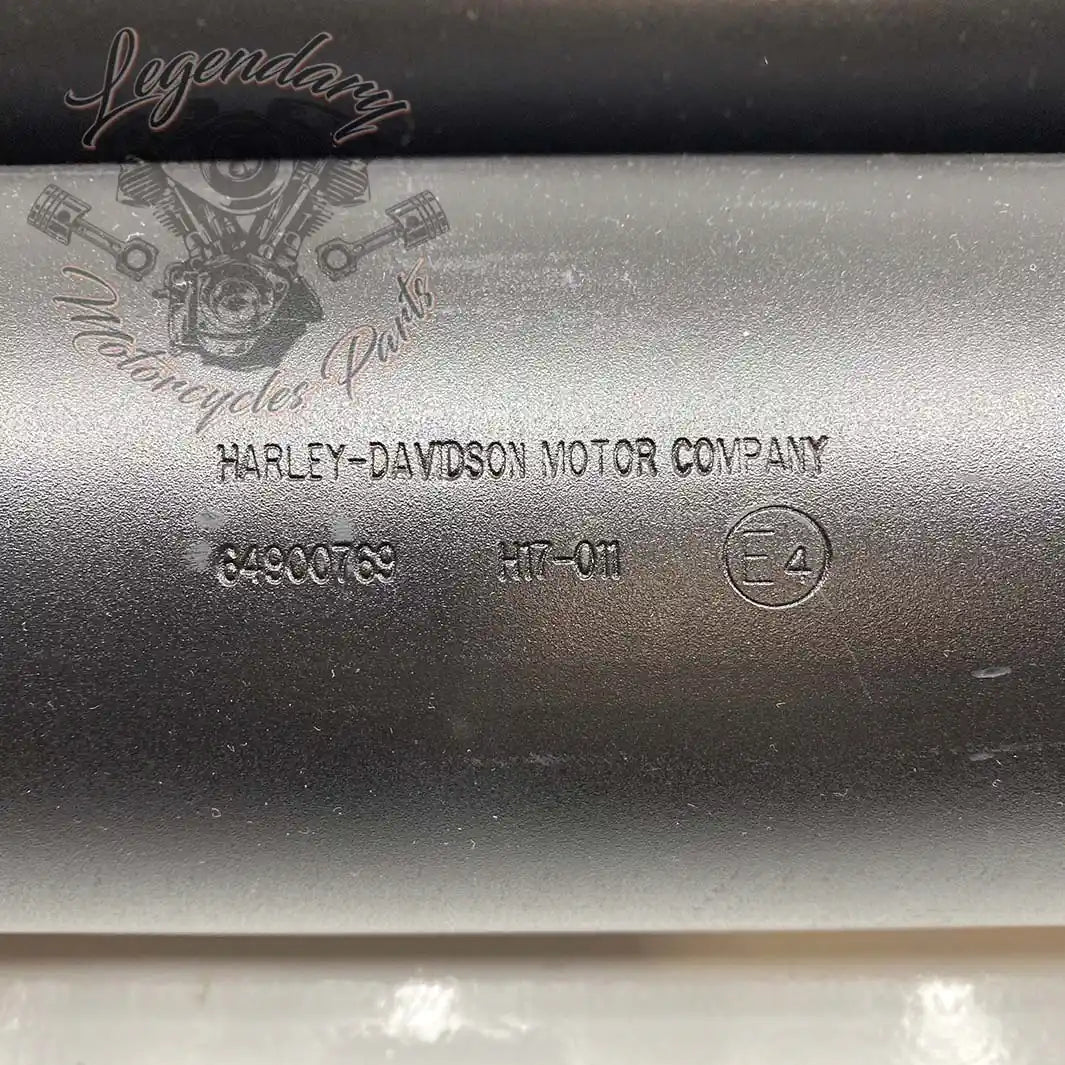 Legendary
Motorcycles Parts
HARLEY-DAVIDSON MOTOR COMPANY
64900769 H17-011 E4